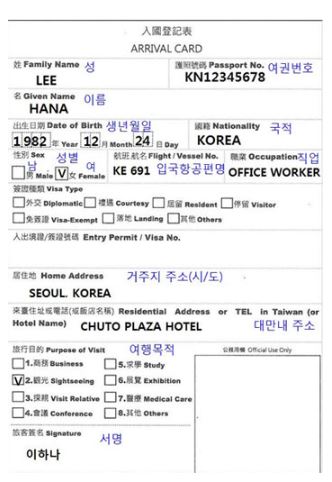 入國登記表
ARRIVAL CARD
姓 Family Name 성 護照號碼 Passport No. 여권번호
LEE KN12345678
名 Given Name 이름
HANA
出生日期 Date of Birth 생년월일 國籍 Nationality 국적
1982 年 Year 12 月 Month 24 日 Day KOREA
性別 Sex 성별 航班.航名 Flight / Vessel No. 職業 Occupation 직업
남 男 Male V 女 Female 여 KE 691 입국항공편명 OFFICE WORKER
簽證種類 Visa Type
外交 Diplomatic 禮遇 Courtesy 居留 Resident 停留 Visitor
免簽證 Visa-Exempt 落地 Landing 其他 Others
入出境證/簽證號碼 Entry Permit / Visa No.
居住地 Home Address 거주지 주소(시/도)
SEOUL. KOREA
來臺住址或電話(或飯店名稱) Residential Address or TEL in Taiwan (or
Hotel Name) CHUTO PLAZA HOTEL 대만내 주소
旅行目的 Purpose of Visit 여행목적 公務用欄 Official Use Only
1.商務 Business 5.求學 Study
V 2.觀光 Sightseeing 6.展覽 Exhibition
3.探親 Visit Relative 7.醫療 Medical Care
4.會議 Conference 8.其他 Others
旅客簽名 Signature 서명
이하나